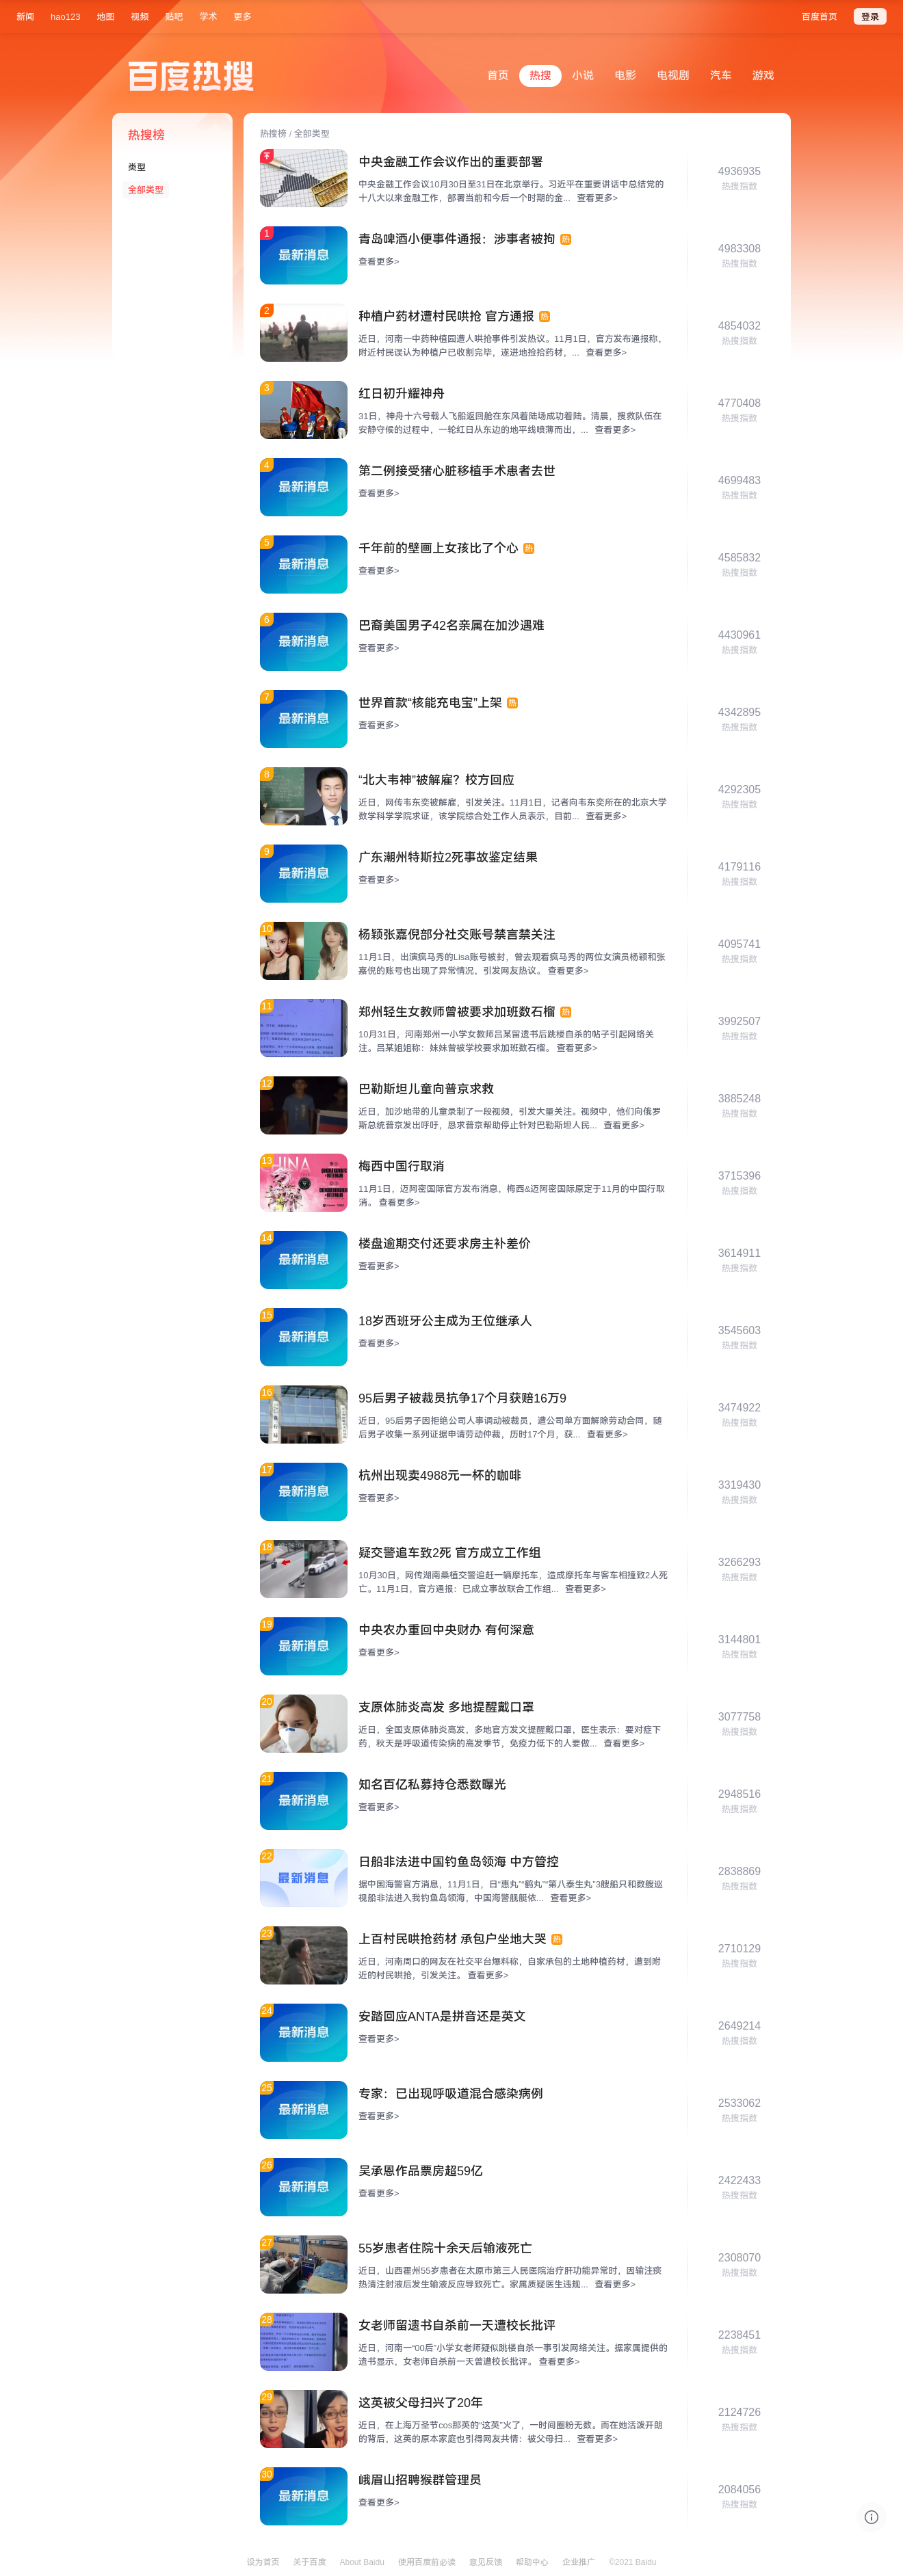 新闻 hao123 地图 视频 贴吧 学术 更多 百度首页 登录
百度热搜
首页 热搜 小说 电影 电视剧 汽车 游戏
热搜榜
类型
全部类型
热搜榜 / 全部类型
中央金融工作会议作出的重要部署
中央金融工作会议10月30日至31日在北京举行。习近平在重要讲话中总结党的
十八大以来金融工作，部署当前和今后一个时期的金... 查看更多>
4936935
热搜指数
1
最新消息
青岛啤酒小便事件通报：涉事者被拘 热
查看更多>
4983308
热搜指数
2
种植户药材遭村民哄抢 官方通报 热
近日，河南一中药种植园遭人哄抢事件引发热议。11月1日，官方发布通报称，
附近村民误认为种植户已收割完毕，遂进地捡拾药材，... 查看更多>
4854032
热搜指数
3
红日初升耀神舟
31日，神舟十六号载人飞船返回舱在东风着陆场成功着陆。清晨，搜救队伍在
安静守候的过程中，一轮红日从东边的地平线喷薄而出，... 查看更多>
4770408
热搜指数
4
最新消息
第二例接受猪心脏移植手术患者去世
查看更多>
4699483
热搜指数
5
最新消息
千年前的壁画上女孩比了个心 热
查看更多>
4585832
热搜指数
6
最新消息
巴裔美国男子42名亲属在加沙遇难
查看更多>
4430961
热搜指数
7
最新消息
世界首款“核能充电宝”上架 热
查看更多>
4342895
热搜指数
8
“北大韦神”被解雇？校方回应
近日，网传韦东奕被解雇，引发关注。11月1日，记者向韦东奕所在的北京大学
数学科学学院求证，该学院综合处工作人员表示，目前... 查看更多>
4292305
热搜指数
9
最新消息
广东潮州特斯拉2死事故鉴定结果
查看更多>
4179116
热搜指数
10
杨颖张嘉倪部分社交账号禁言禁关注
11月1日，出演疯马秀的Lisa账号被封，曾去观看疯马秀的两位女演员杨颖和张
嘉倪的账号也出现了异常情况，引发网友热议。 查看更多>
4095741
热搜指数
11
郑州轻生女教师曾被要求加班数石榴 热
10月31日，河南郑州一小学女教师吕某留遗书后跳楼自杀的帖子引起网络关
注。吕某姐姐称：妹妹曾被学校要求加班数石榴。 查看更多>
3992507
热搜指数
12
巴勒斯坦儿童向普京求救
近日，加沙地带的儿童录制了一段视频，引发大量关注。视频中，他们向俄罗
斯总统普京发出呼吁，恳求普京帮助停止针对巴勒斯坦人民... 查看更多>
3885248
热搜指数
13
梅西中国行取消
11月1日，迈阿密国际官方发布消息，梅西&迈阿密国际原定于11月的中国行取
消。 查看更多>
3715396
热搜指数
14
最新消息
楼盘逾期交付还要求房主补差价
查看更多>
3614911
热搜指数
15
最新消息
18岁西班牙公主成为王位继承人
查看更多>
3545603
热搜指数
16
95后男子被裁员抗争17个月获赔16万9
近日，95后男子因拒绝公司人事调动被裁员，遭公司单方面解除劳动合同，随
后男子收集一系列证据申请劳动仲裁，历时17个月，获... 查看更多>
3474922
热搜指数
17
最新消息
杭州出现卖4988元一杯的咖啡
查看更多>
3319430
热搜指数
18
疑交警追车致2死 官方成立工作组
10月30日，网传湖南桑植交警追赶一辆摩托车，造成摩托车与客车相撞致2人死
亡。11月1日，官方通报：已成立事故联合工作组... 查看更多>
3266293
热搜指数
19
最新消息
中央农办重回中央财办 有何深意
查看更多>
3144801
热搜指数
20
支原体肺炎高发 多地提醒戴口罩
近日，全国支原体肺炎高发，多地官方发文提醒戴口罩，医生表示：要对症下
药，秋天是呼吸道传染病的高发季节，免疫力低下的人要做... 查看更多>
3077758
热搜指数
21
最新消息
知名百亿私募持仓悉数曝光
查看更多>
2948516
热搜指数
22
最新消息
日船非法进中国钓鱼岛领海 中方管控
据中国海警官方消息，11月1日，日“惠丸”“鹤丸”“第八泰生丸”3艘船只和数艘巡
视船非法进入我钓鱼岛领海，中国海警舰艇依... 查看更多>
2838869
热搜指数
23
上百村民哄抢药材 承包户坐地大哭 热
近日，河南周口的网友在社交平台爆料称，自家承包的土地种植药材，遭到附
近的村民哄抢，引发关注。 查看更多>
2710129
热搜指数
24
最新消息
安踏回应ANTA是拼音还是英文
查看更多>
2649214
热搜指数
25
最新消息
专家：已出现呼吸道混合感染病例
查看更多>
2533062
热搜指数
26
最新消息
吴承恩作品票房超59亿
查看更多>
2422433
热搜指数
27
55岁患者住院十余天后输液死亡
近日，山西霍州55岁患者在太原市第三人民医院治疗肝功能异常时，因输注痰
热清注射液后发生输液反应导致死亡。家属质疑医生违规... 查看更多>
2308070
热搜指数
28
女老师留遗书自杀前一天遭校长批评
近日，河南一“00后”小学女老师疑似跳楼自杀一事引发网络关注。据家属提供的
遗书显示，女老师自杀前一天曾遭校长批评。 查看更多>
2238451
热搜指数
29
这英被父母扫兴了20年
近日，在上海万圣节cos那英的“这英”火了，一时间圈粉无数。而在她活泼开朗
的背后，这英的原本家庭也引得网友共情：被父母扫... 查看更多>
2124726
热搜指数
30
最新消息
峨眉山招聘猴群管理员
查看更多>
2084056
热搜指数
设为首页 关于百度 About Baidu 使用百度前必读 意见反馈 帮助中心 企业推广 ©2021 Baidu